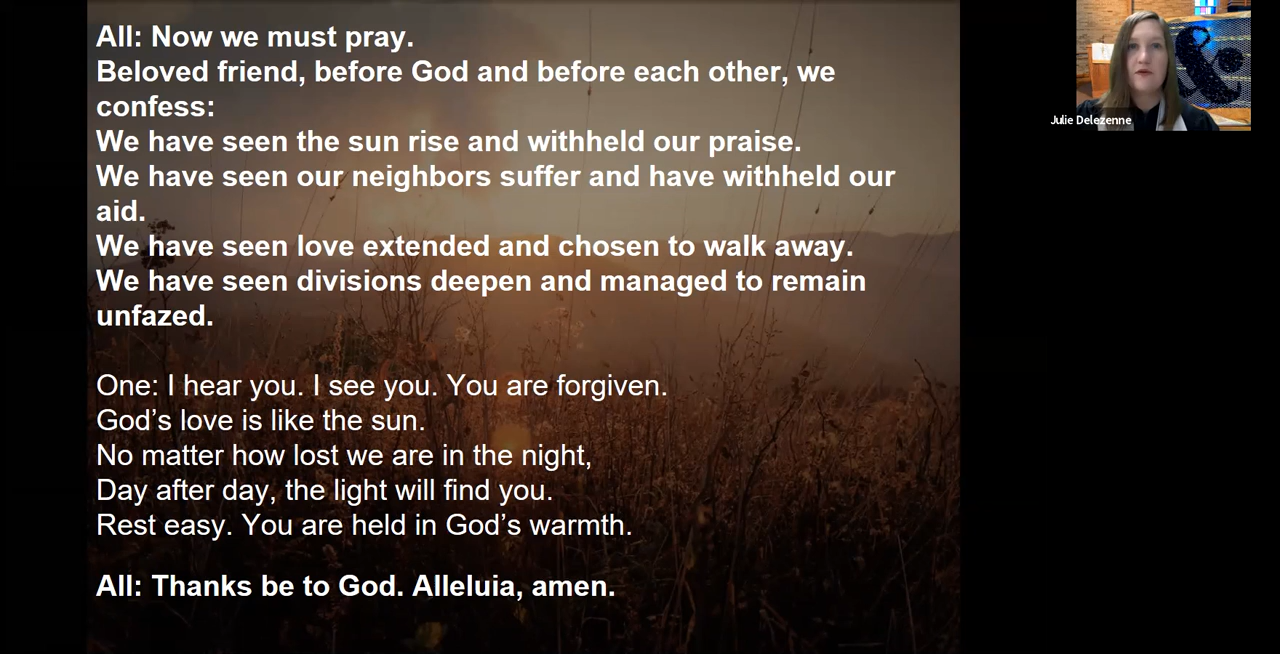 All: Now we must pray.
Beloved friend, before God and before each other, we
confess:
We have seen the sun rise and withheld our praise.
We have seen our neighbors suffer and have withheld our
aid.
We have seen love extended and chosen to walk away.
We have seen divisions deepen and managed to remain
unfazed.
One: I hear you. I see you. You are forgiven.
God’s love is like the sun.
No matter how lost we are in the night,
Day after day, the light will find you.
Rest easy. You are held in God’s warmth.
All: Thanks be to God. Alleluia, amen.
Julie Delezenne